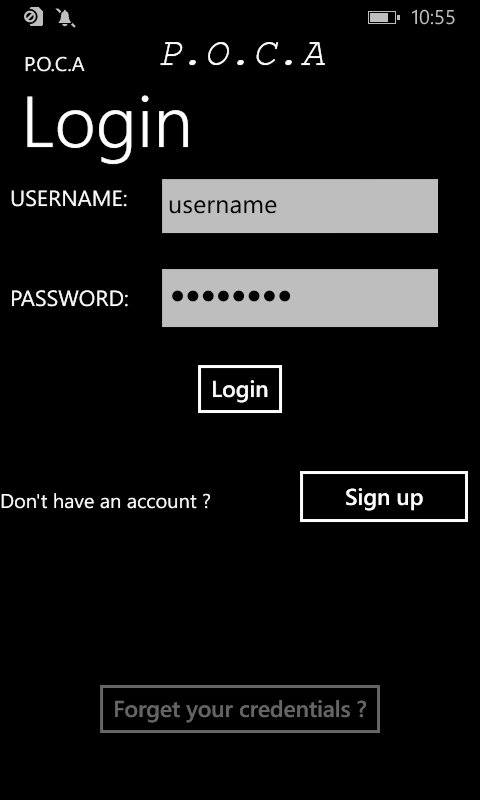 10:55
P.O.C.A
P.O.C.A
Login
USERNAME:
username
PASSWORD:
••••••••
Login
Don't have an account ?
Sign up
Forget your credentials ?